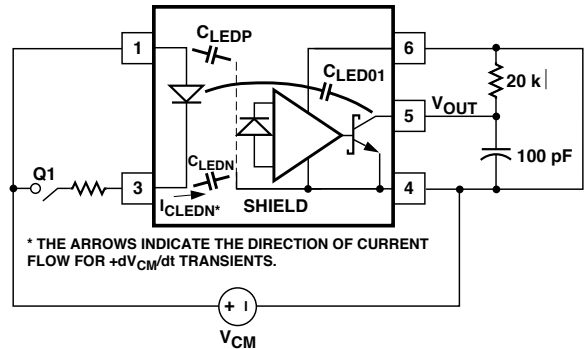 C_LEDP
1
6
C_LED01
20 k
V_OUT
5
C_LEDN
100 pF
Q1
3
4
I_CLEDN*
SHIELD
* THE ARROWS INDICATE THE DIRECTION OF CURRENT
FLOW FOR +dV_CM/dt TRANSIENTS.
+ –
V_CM